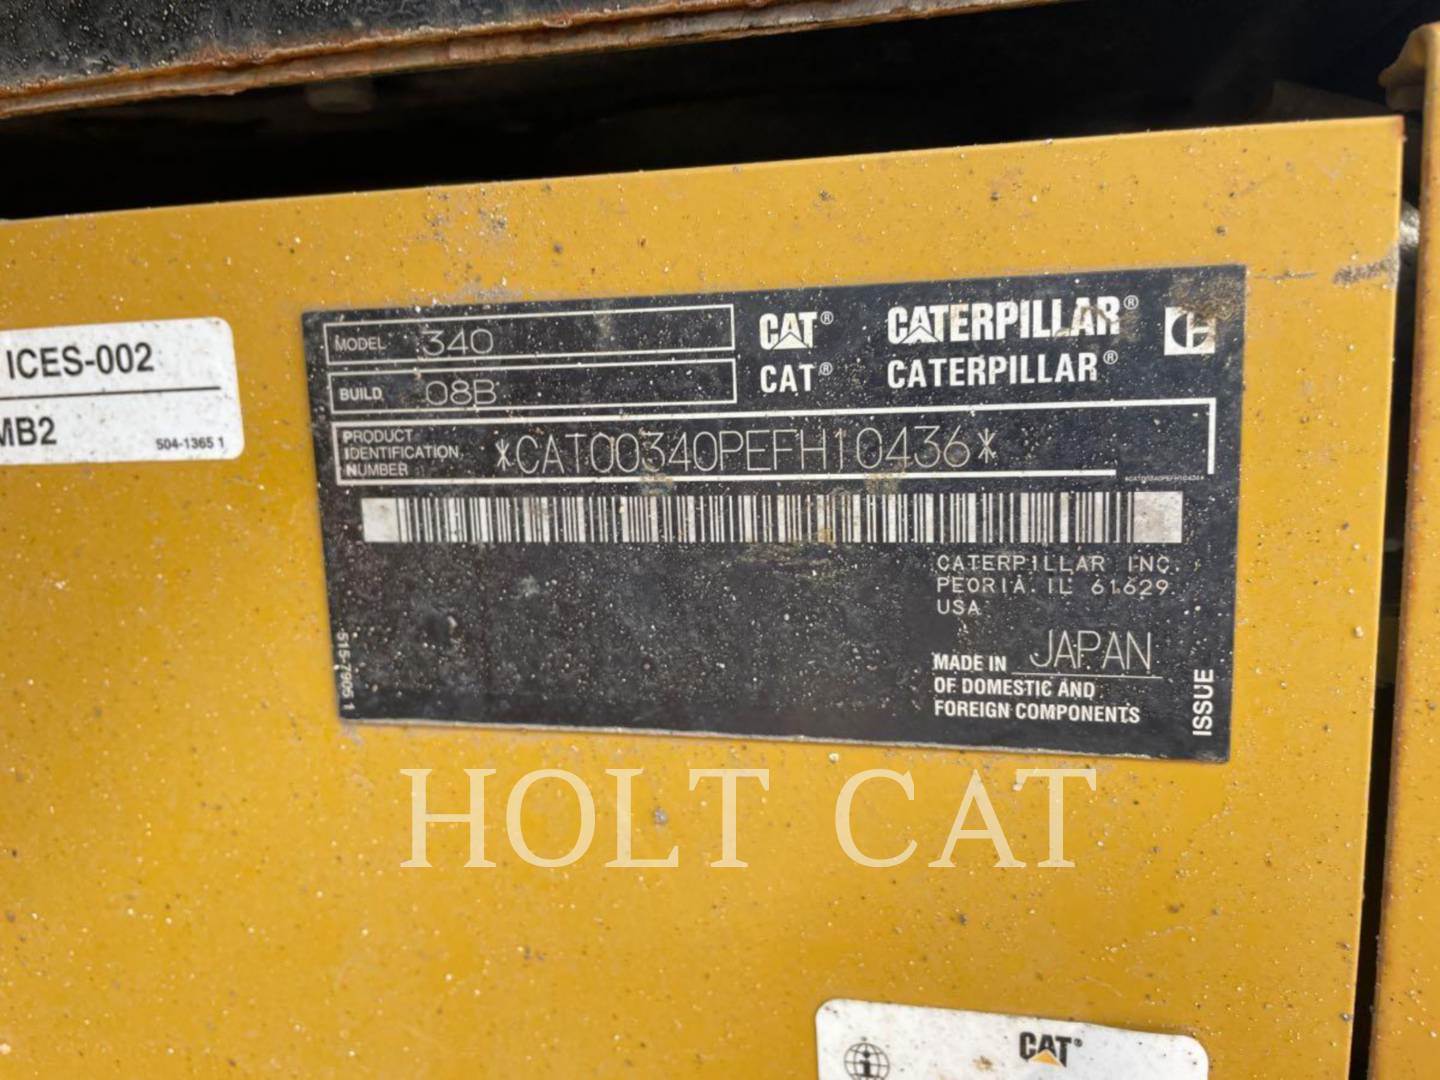 ICES-002
MB2
504-1365 1
MODEL 340
BUILD 08B
CAT® CATERPILLAR®
CAT® CATERPILLAR®
PRODUCT
IDENTIFICATION
NUMBER
*CAT00340PEFH10436*
*CAT00340PEFH10436*
CATERPILLAR INC.
PEORIA. IL 61629
USA
MADE IN JAPAN
OF DOMESTIC AND
FOREIGN COMPONENTS
515-7905 1
ISSUE
HOLT CAT
CAT®